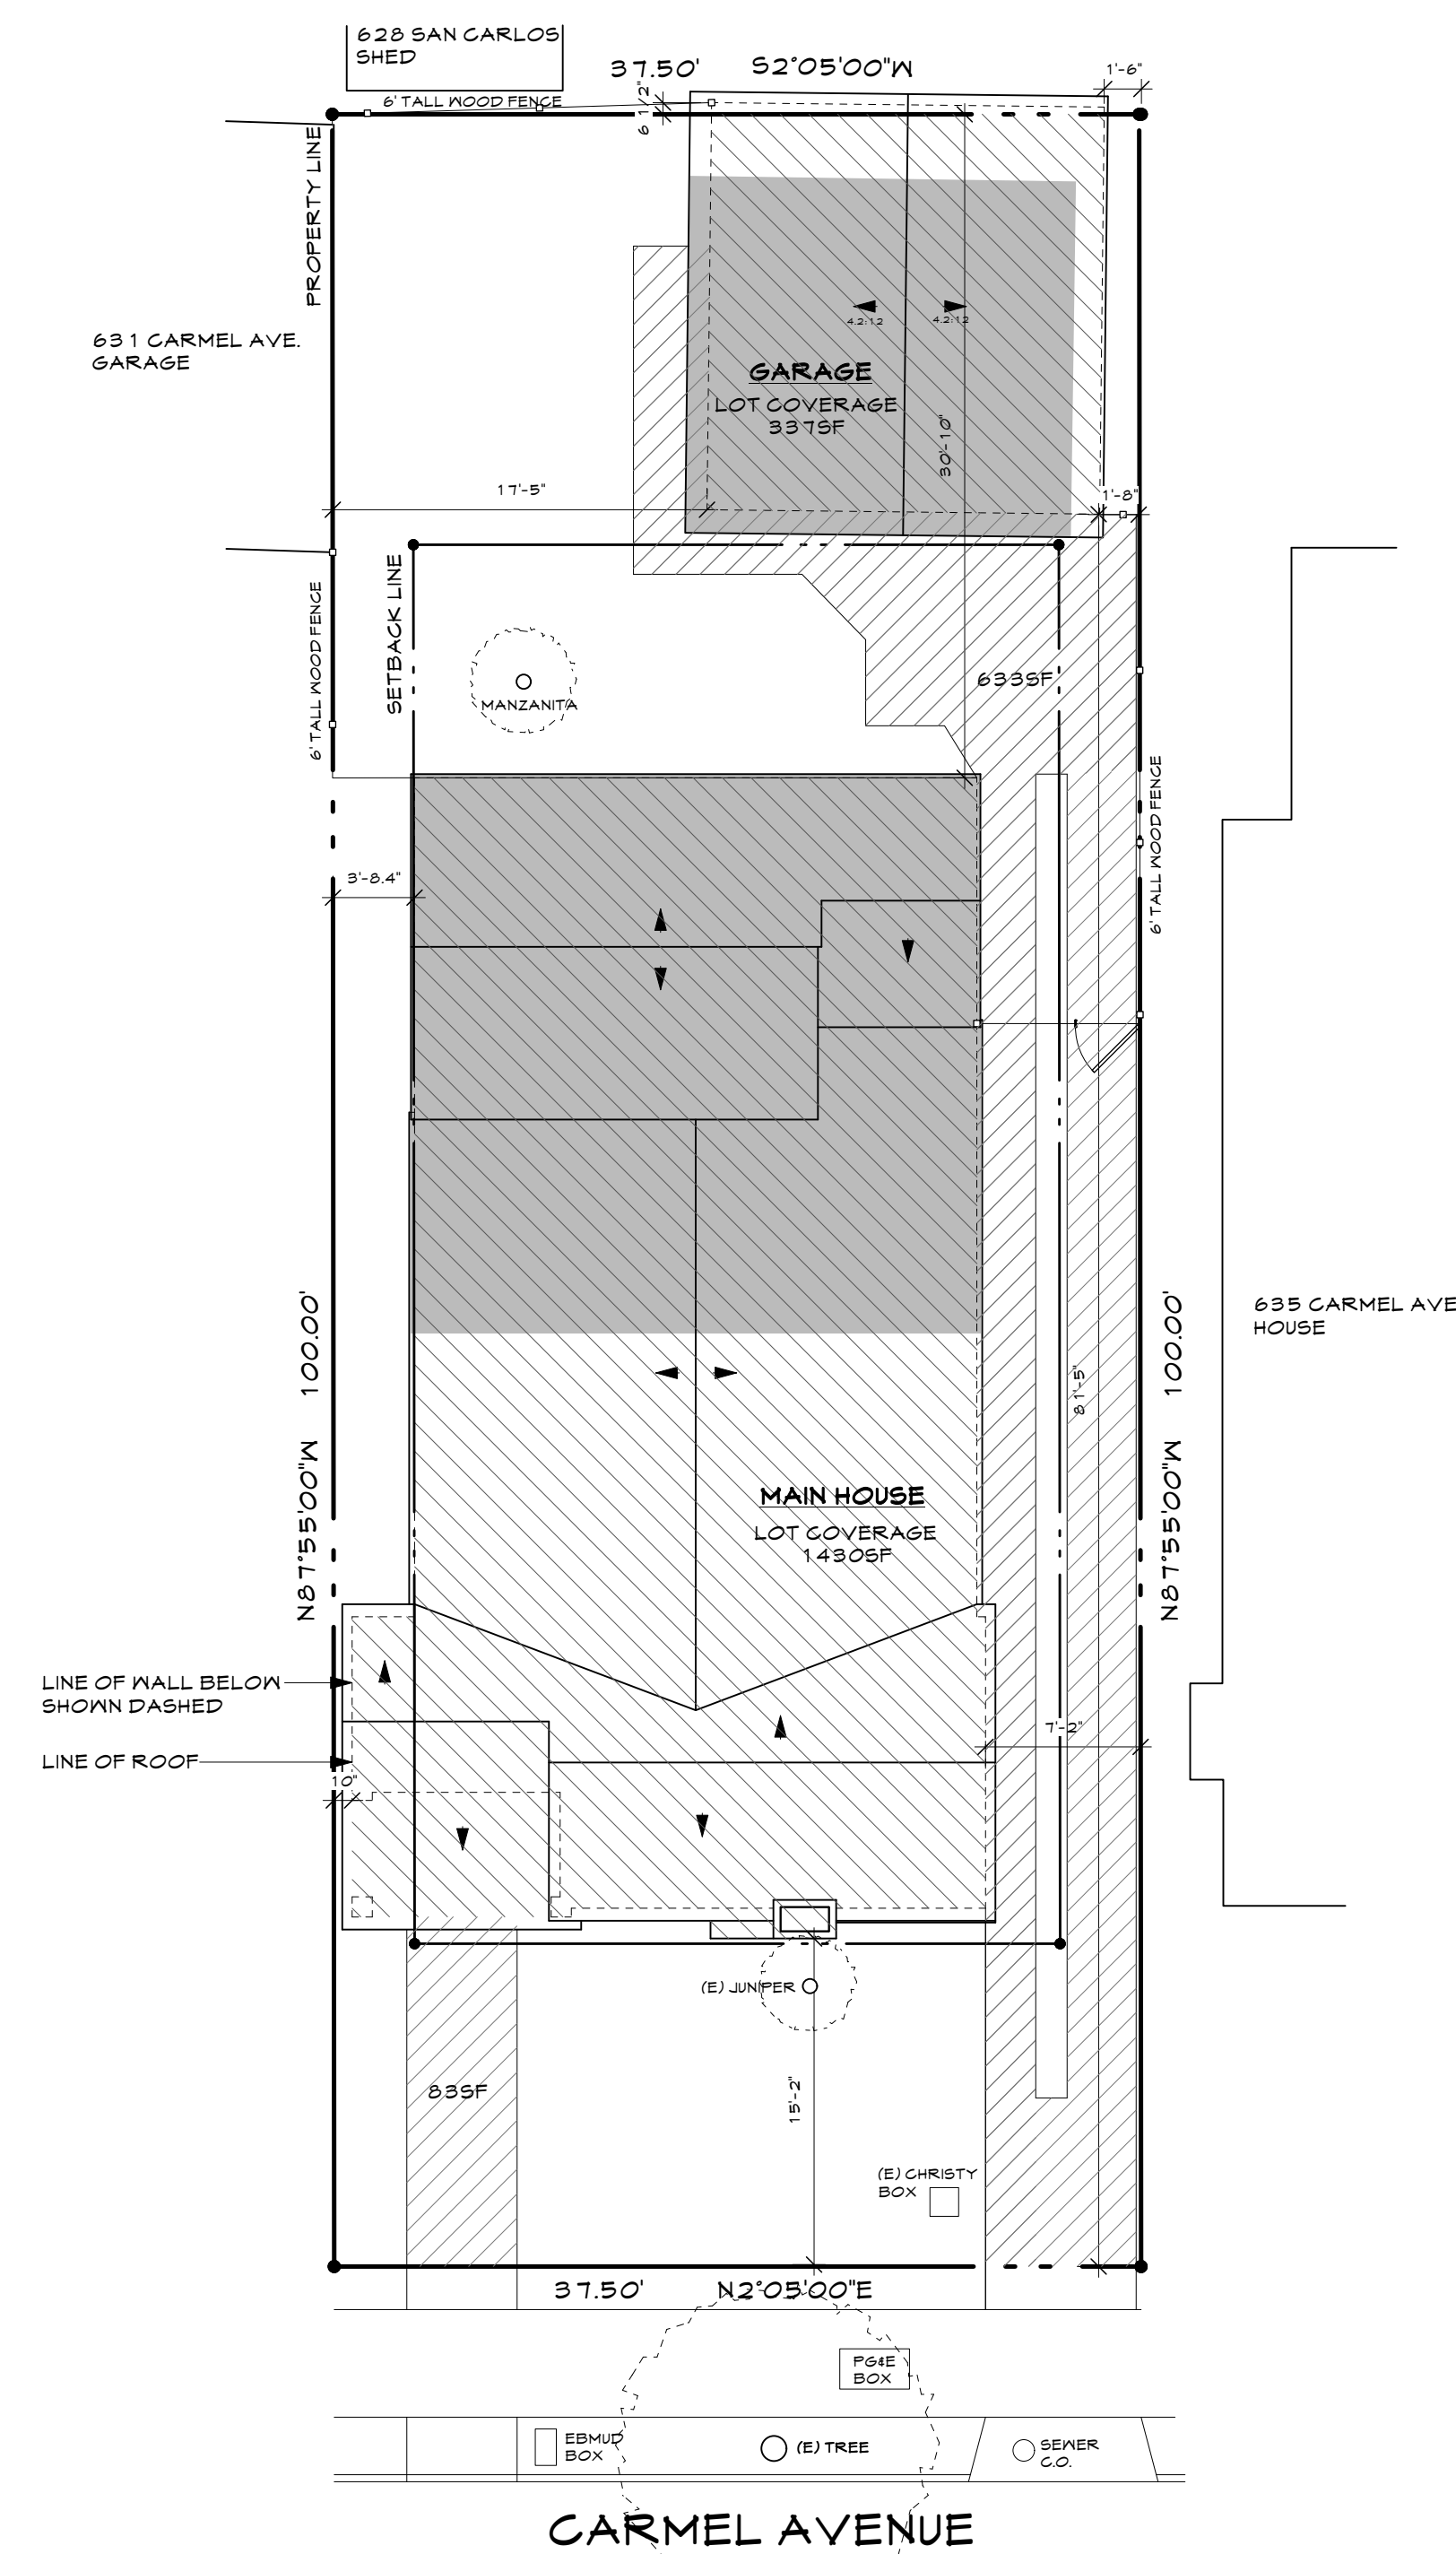 628 SAN CARLOS
SHED
37.50'
S2°05'00"W
1'-6"
6' TALL WOOD FENCE
6 1/2"
PROPERTY LINE
631 CARMEL AVE.
GARAGE
4.2:12
4.2:12
GARAGE
LOT COVERAGE
337SF
30'-10"
17'-5"
1'-8"
6' TALL WOOD FENCE
SETBACK LINE
MANZANITA
633SF
6' TALL WOOD FENCE
3'-8.4"
N87°55'00"W 100.00'
635 CARMEL AVE
HOUSE
81'-5"
N87°55'00"W 100.00'
MAIN HOUSE
LOT COVERAGE
1430SF
LINE OF WALL BELOW
SHOWN DASHED
7'-2"
LINE OF ROOF
10"
(E) JUNIPER
83SF
15'-2"
(E) CHRISTY
BOX
37.50'
N2°05'00"E
PG&E
BOX
EBMUD
BOX
(E) TREE
SEWER
C.O.
CARMEL AVENUE